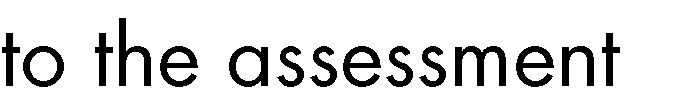 to the assessment